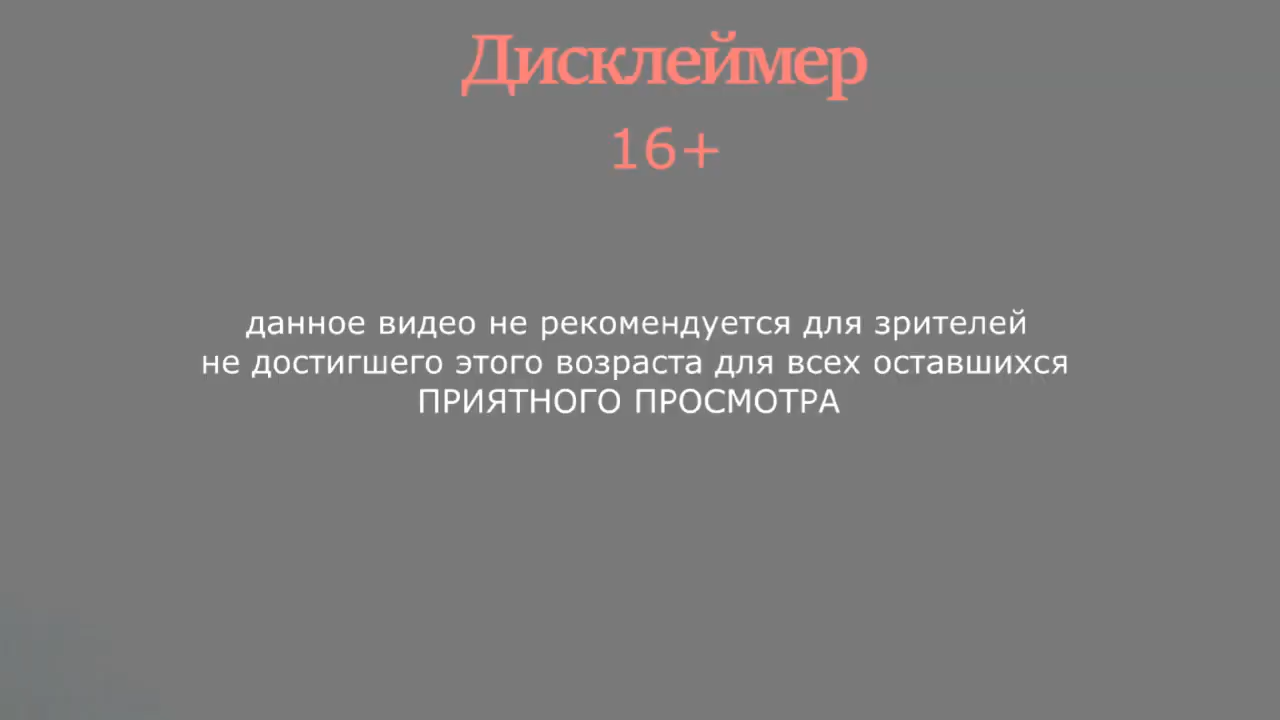 Дисклеймер
16+
данное видео не рекомендуется для зрителей
не достигшего этого возраста для всех оставшихся
ПРИЯТНОГО ПРОСМОТРА